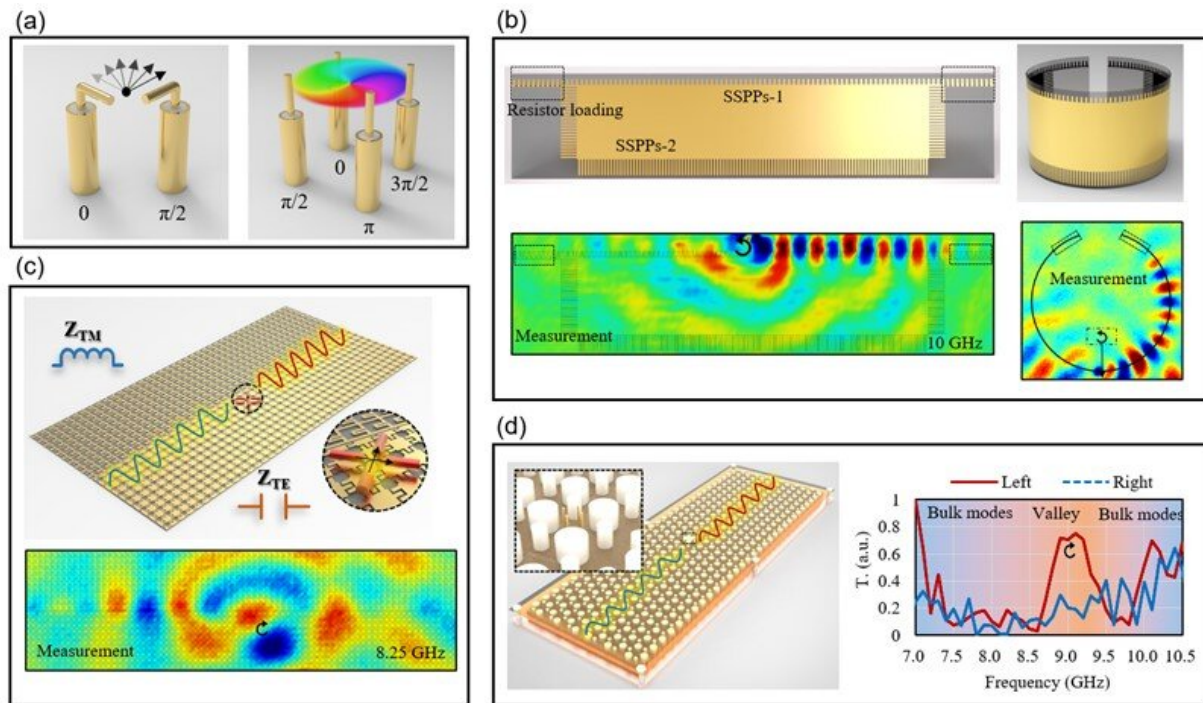 (a)
0
π/2
π/2
0
3π/2
π
(b)
Resistor loading
SSPPs-1
SSPPs-2
Measurement
10 GHz
Measurement
(c)
Z_TM
Z_TE
Measurement
8.25 GHz
(d)
Left
Right
Bulk modes
Valley
Bulk modes
T. (a.u.)
1
0.8
0.6
0.4
0.2
0
7.0
7.5
8.0
8.5
9.0
9.5
10.0
10.5
Frequency (GHz)